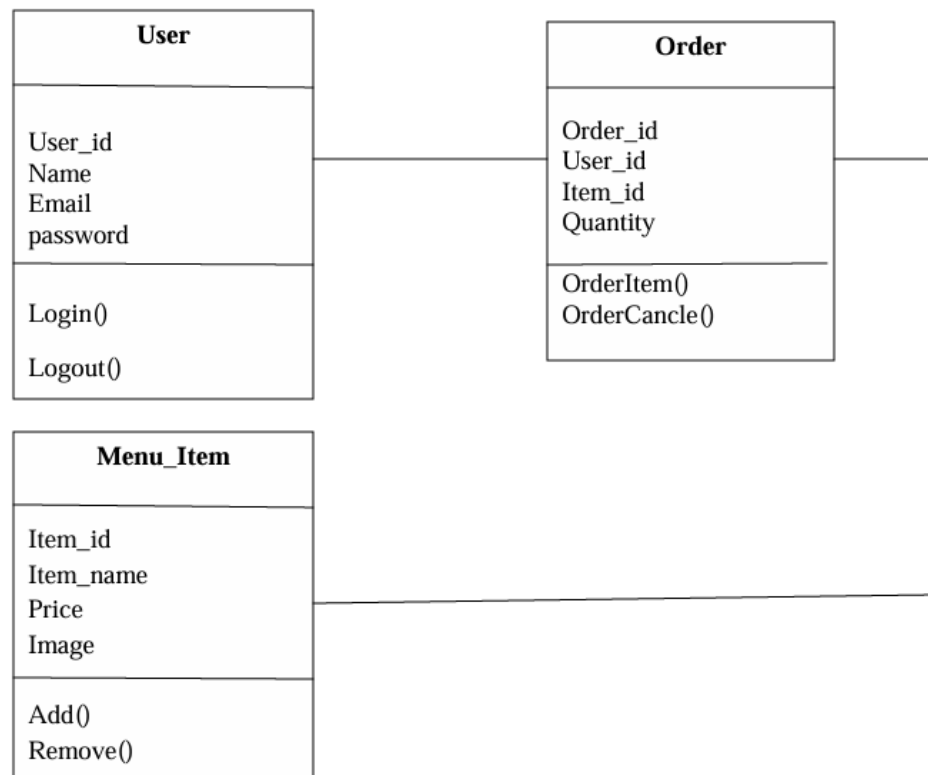 User
User_id
Name
Email
password
Login()
Logout()
Order
Order_id
User_id
Item_id
Quantity
OrderItem()
OrderCancle()
Menu_Item
Item_id
Item_name
Price
Image
Add()
Remove()